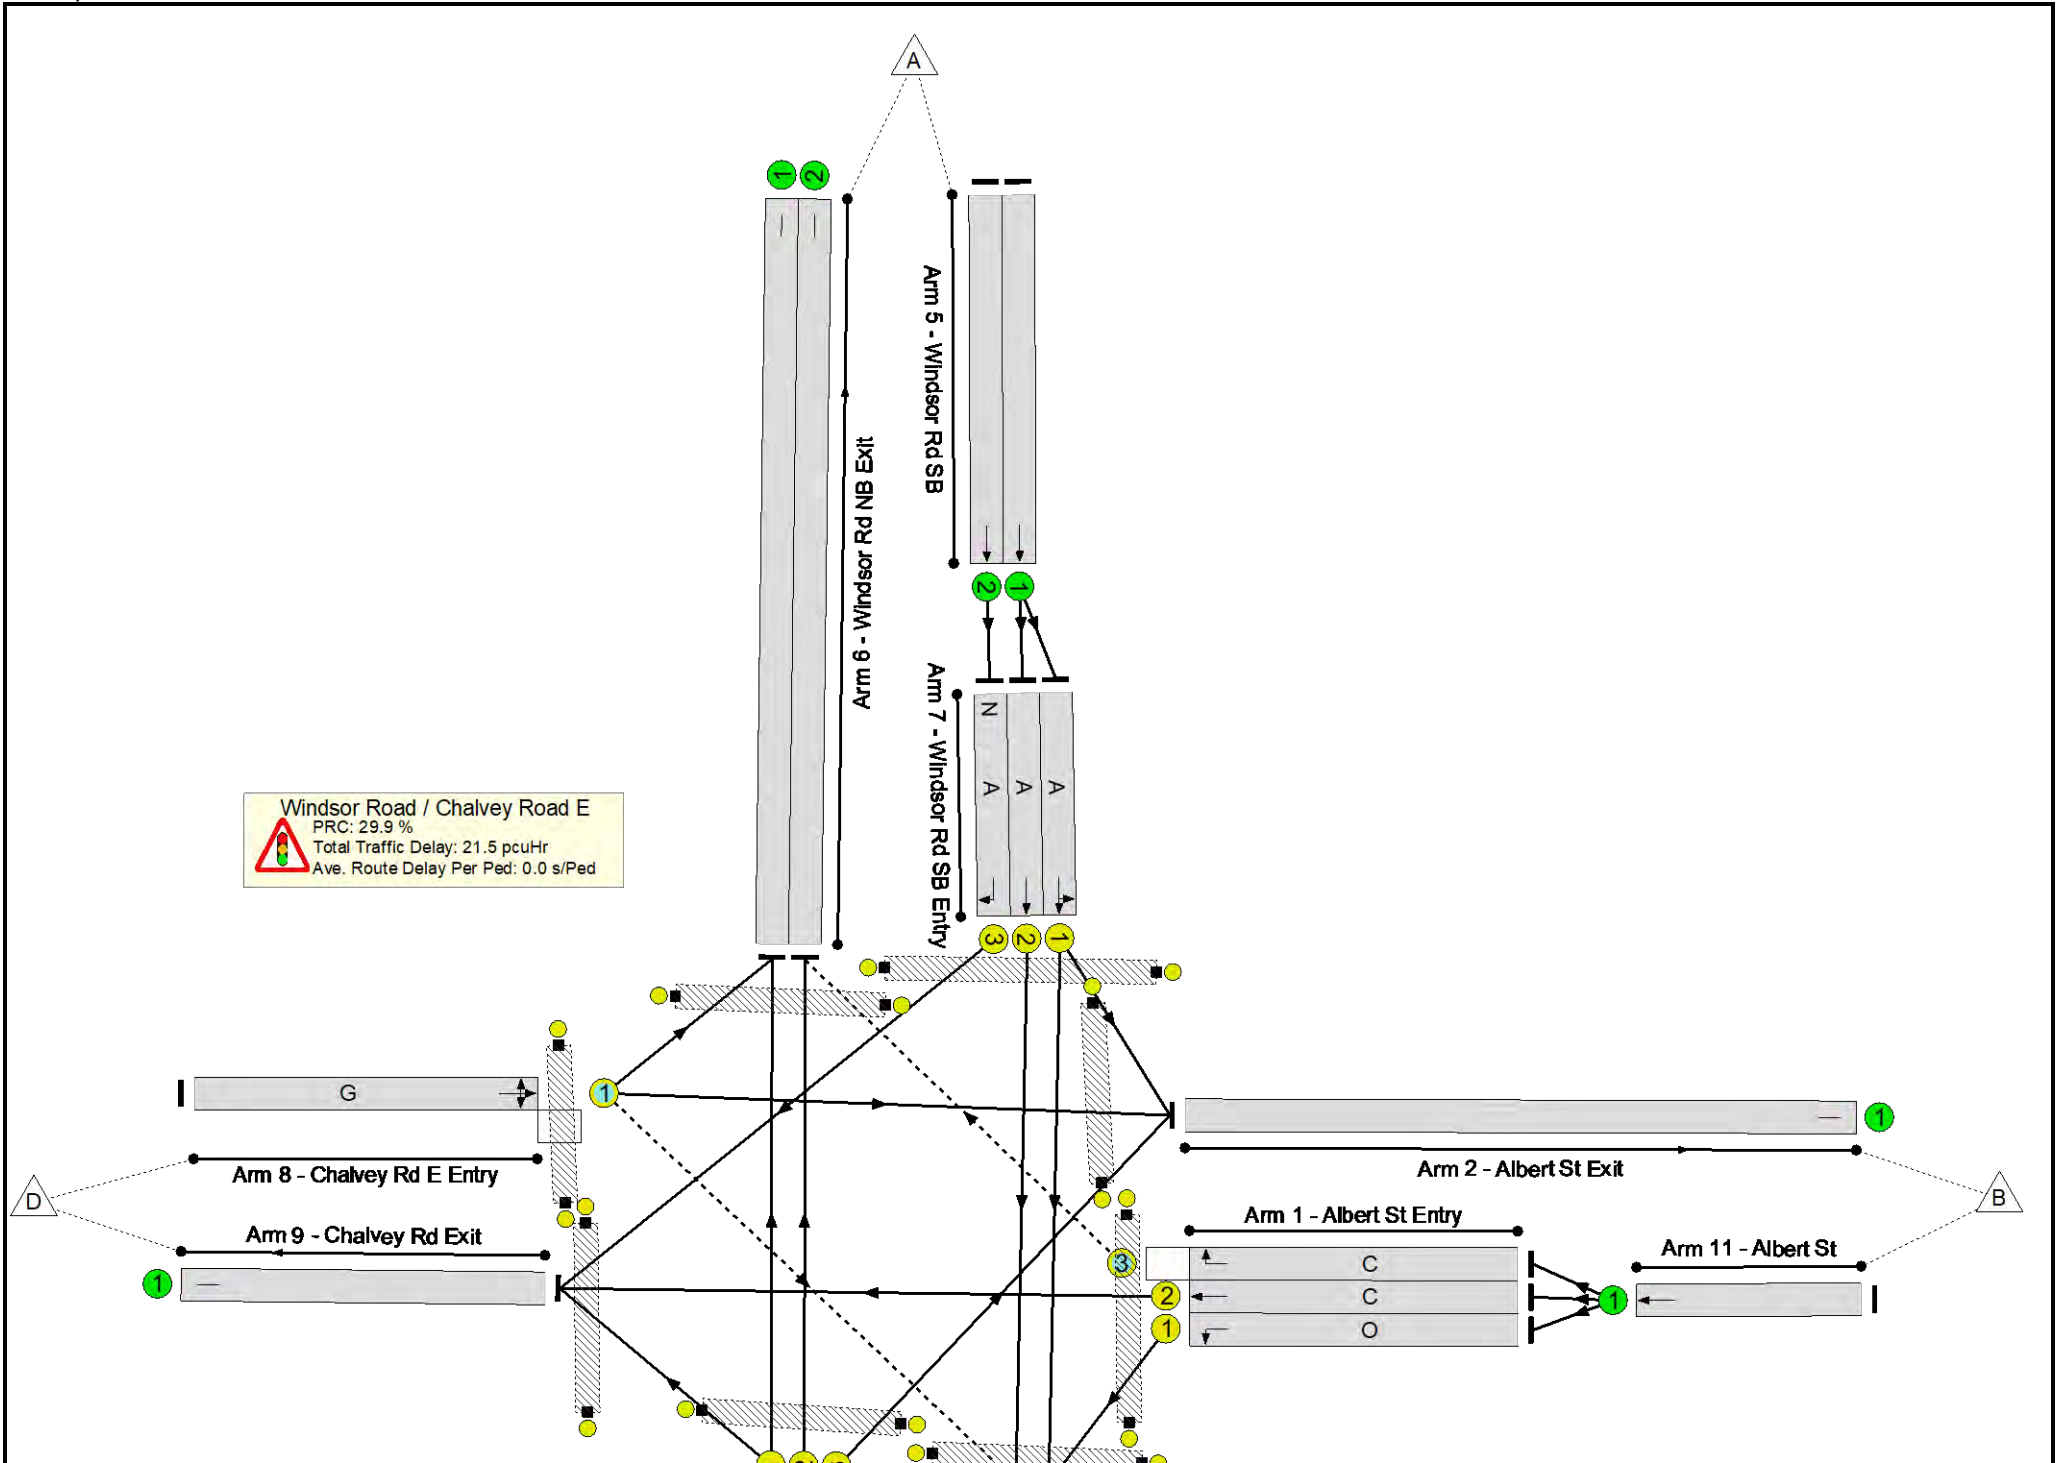 A
1 2
Arm 5 - Windsor Rd SB
Arm 6 - Windsor Rd NB Exit
2 1
Arm 7 - Windsor Rd SB Entry
N
A A A
Windsor Road / Chalvey Road E
PRC: 29.9 %
Total Traffic Delay: 21.5 pcuHr
Ave. Route Delay Per Ped: 0.0 s/Ped
3 2 1
G
1
1
Arm 8 - Chalvey Rd E Entry
Arm 2 - Albert St Exit
D
B
Arm 9 - Chalvey Rd Exit
Arm 1 - Albert St Entry
Arm 11 - Albert St
1
3
C
2
C
1
1
O